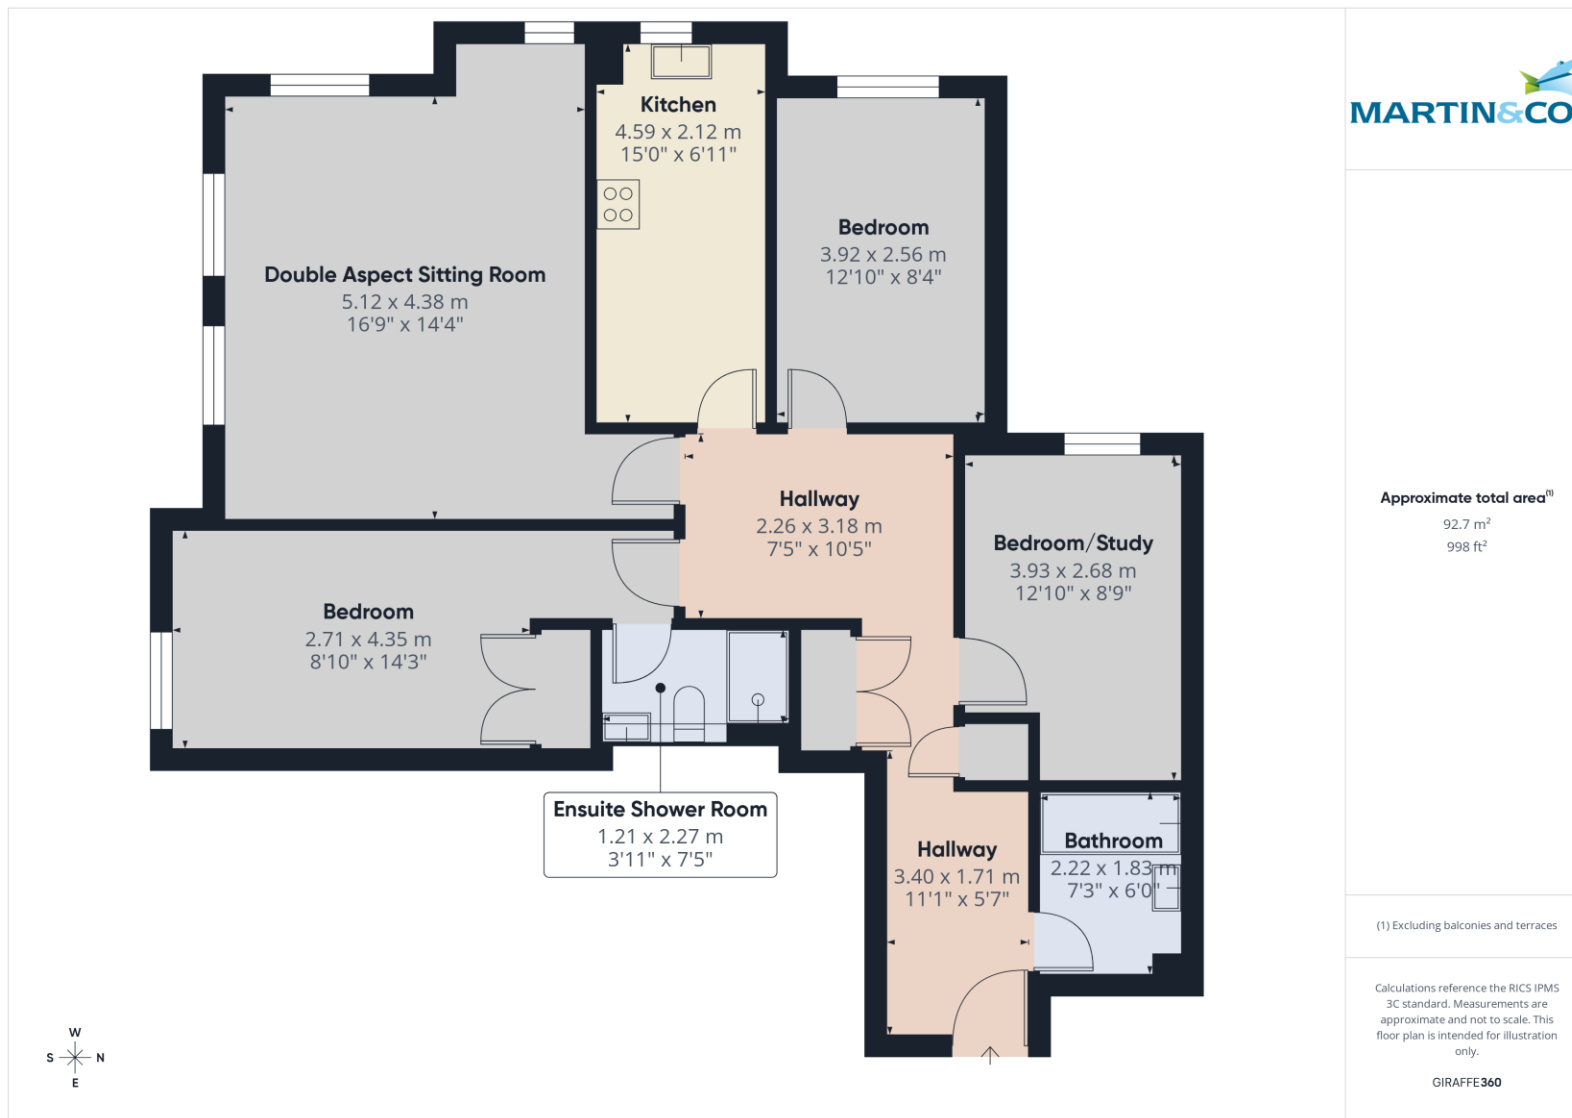 Kitchen
4.59 x 2.12 m
15'0" x 6'11"
Bedroom
3.92 x 2.56 m
12'10" x 8'4"
Double Aspect Sitting Room
5.12 x 4.38 m
16'9" x 14'4"
Hallway
2.26 x 3.18 m
7'5" x 10'5"
Bedroom/Study
3.93 x 2.68 m
12'10" x 8'9"
Bedroom
2.71 x 4.35 m
8'10" x 14'3"
Ensuite Shower Room
1.21 x 2.27 m
3'11" x 7'5"
Hallway
3.40 x 1.71 m
11'1" x 5'7"
Bathroom
2.22 x 1.83 m
7'3" x 6'0"
W
S N
E
MARTIN&CO
Approximate total area(1)
92.7 m²
998 ft²
(1) Excluding balconies and terraces
Calculations reference the RICS IPMS
3C standard. Measurements are
approximate and not to scale. This
floor plan is intended for illustration
only.
GIRAFFE360